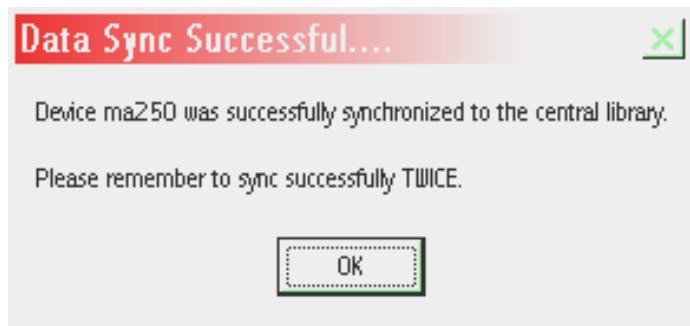 Data Sync Successful....
Device ma250 was successfully synchronized to the central library.
Please remember to sync successfully TWICE.
OK